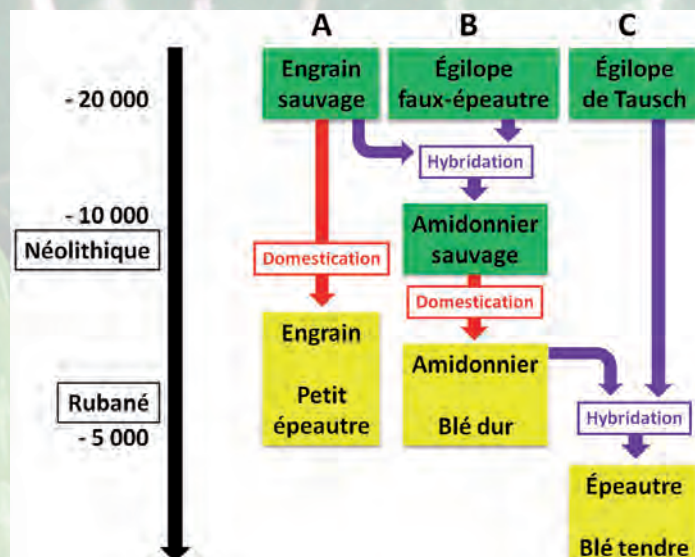 A B C
Engrain
sauvage
Égilope
faux-épeautre
Égilope
de Tausch
- 20 000
Hybridation
- 10 000
Néolithique
Amidonnier
sauvage
Domestication
Domestication
Engrain
Petit
épeautre
Amidonnier
Blé dur
Rubané
- 5 000
Hybridation
Épeautre
Blé tendre